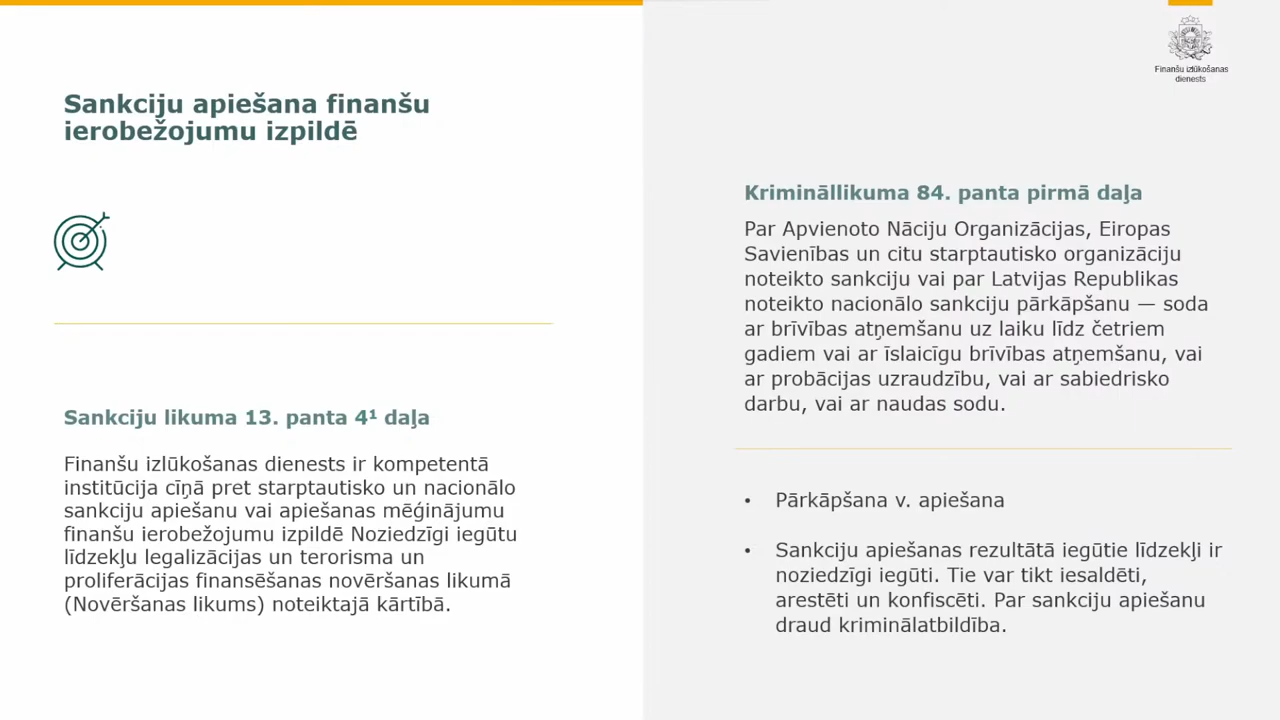 Sankciju apiešana finanšu
ierobežojumu izpildē
Sankciju likuma 13. panta 4¹ daļa
Finanšu izlūkošanas dienests ir kompetentā
institūcija cīņā pret starptautisko un nacionālo
sankciju apiešanu vai apiešanas mēģinājumu
finanšu ierobežojumu izpildē Noziedzīgi iegūtu
līdzekļu legalizācijas un terorisma un
proliferācijas finansēšanas novēršanas likumā
(Novēršanas likums) noteiktajā kārtībā.
Finanšu izlūkošanas
dienests
Krimināllikuma 84. panta pirmā daļa
Par Apvienoto Nāciju Organizācijas, Eiropas
Savienības un citu starptautisko organizāciju
noteikto sankciju vai par Latvijas Republikas
noteikto nacionālo sankciju pārkāpšanu — soda
ar brīvības atņemšanu uz laiku līdz četriem
gadiem vai ar īslaicīgu brīvības atņemšanu, vai
ar probācijas uzraudzību, vai ar sabiedrisko
darbu, vai ar naudas sodu.
• Pārkāpšana v. apiešana
• Sankciju apiešanas rezultātā iegūtie līdzekļi ir
noziedzīgi iegūti. Tie var tikt iesaldēti,
arestēti un konfiscēti. Par sankciju apiešanu
draud kriminālatbildība.